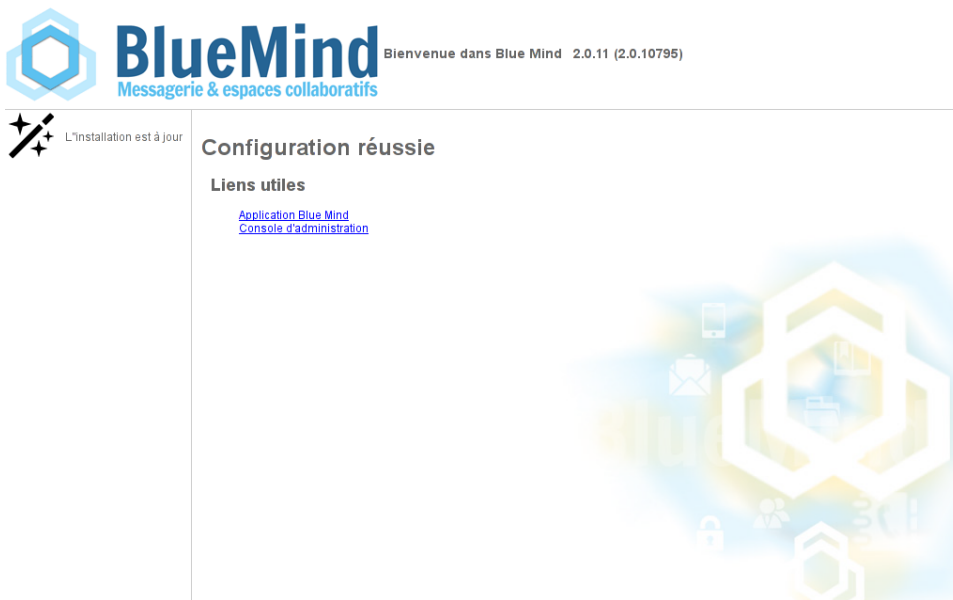 BlueMind
Messagerie & espaces collaboratifs
Bienvenue dans Blue Mind 2.0.11 (2.0.10795)
L"installation est à jour
Configuration réussie
Liens utiles
Application Blue Mind
Console d'administration
BlueMind